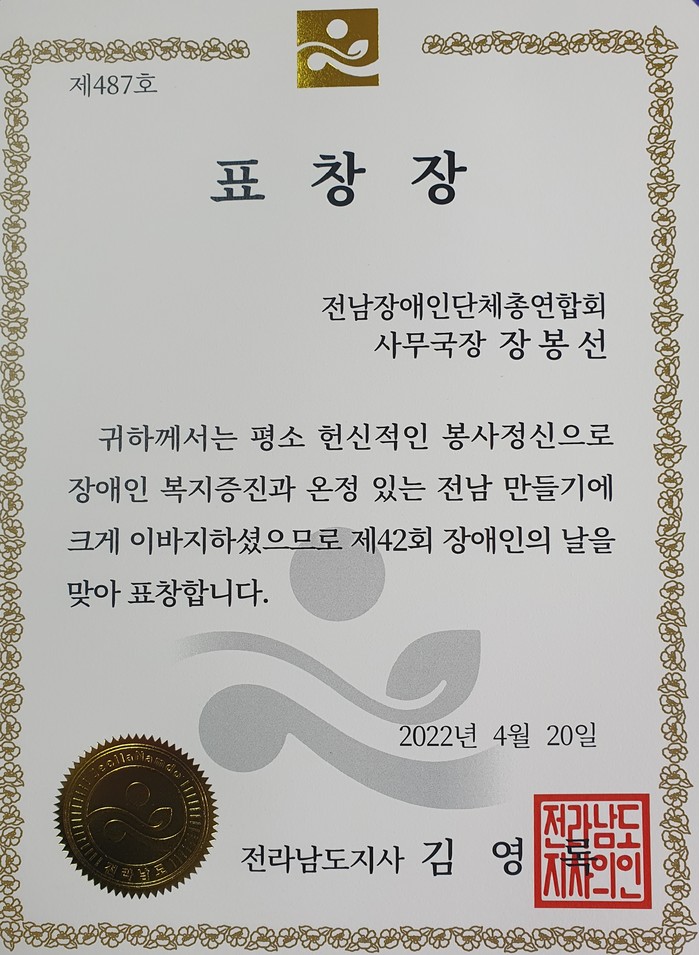 제487호
표 창 장
전남장애인단체총연합회
사무국장 장 봉 선
귀하께서는 평소 헌신적인 봉사정신으로
장애인 복지증진과 온정 있는 전남 만들기에
크게 이바지하셨으므로 제42회 장애인의 날을
맞아 표창합니다.
2022년 4월 20일
JeollaNamdo
전라남도
전라남도지사 김 영 록
전라남도
지사의인